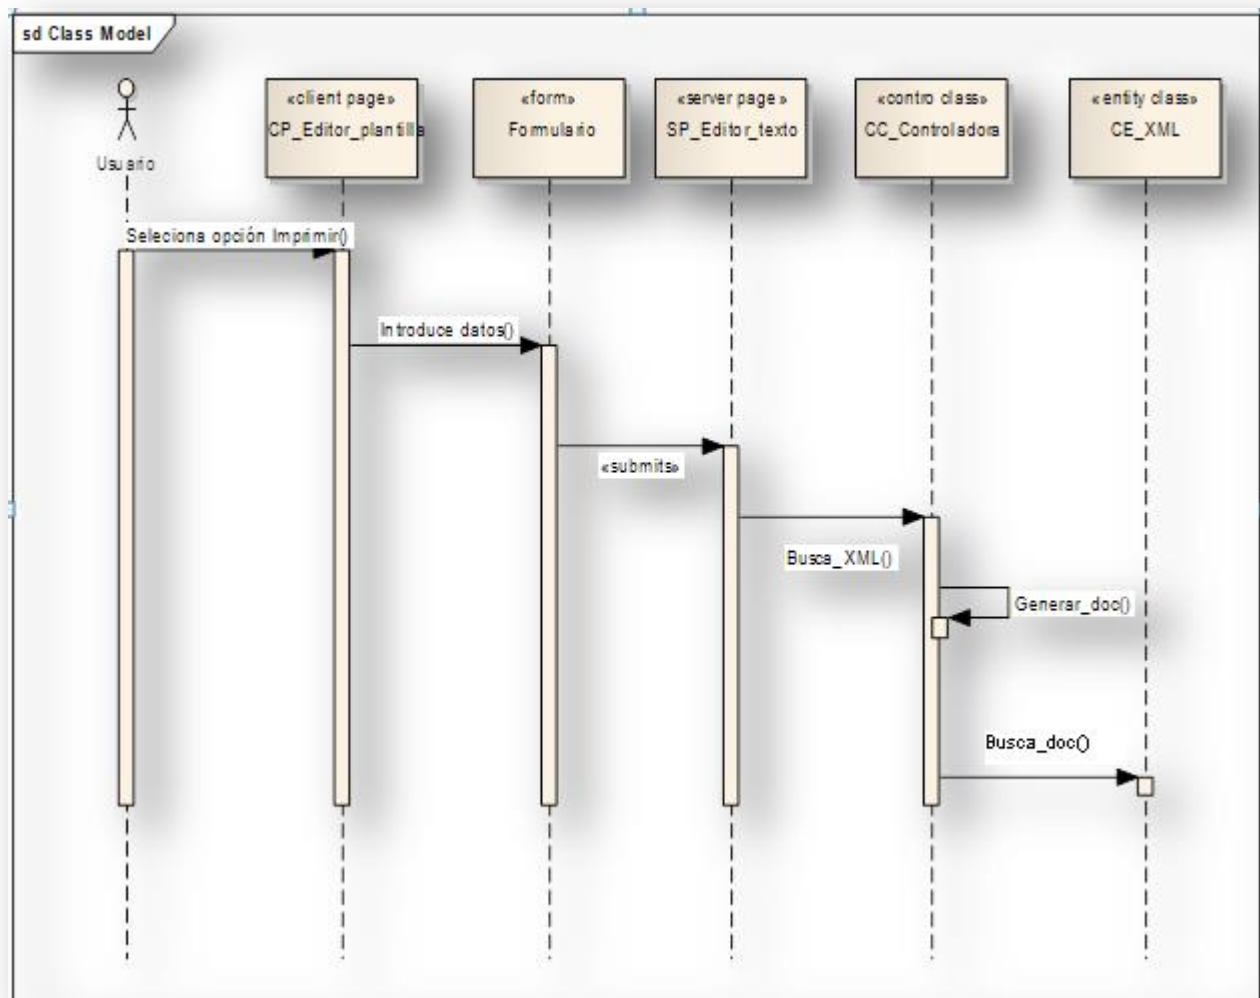 sd Class Model
Usuario
«client page»
CP_Editor_plantilla
«form»
Formulario
«server page »
SP_Editor_texto
«contro class»
CC_Controladora
«entity class»
CE_XML
Seleciona opción Imprimir()
Introduce datos()
«submits»
Busca_XML()
Generar_doc()
Busca_doc()